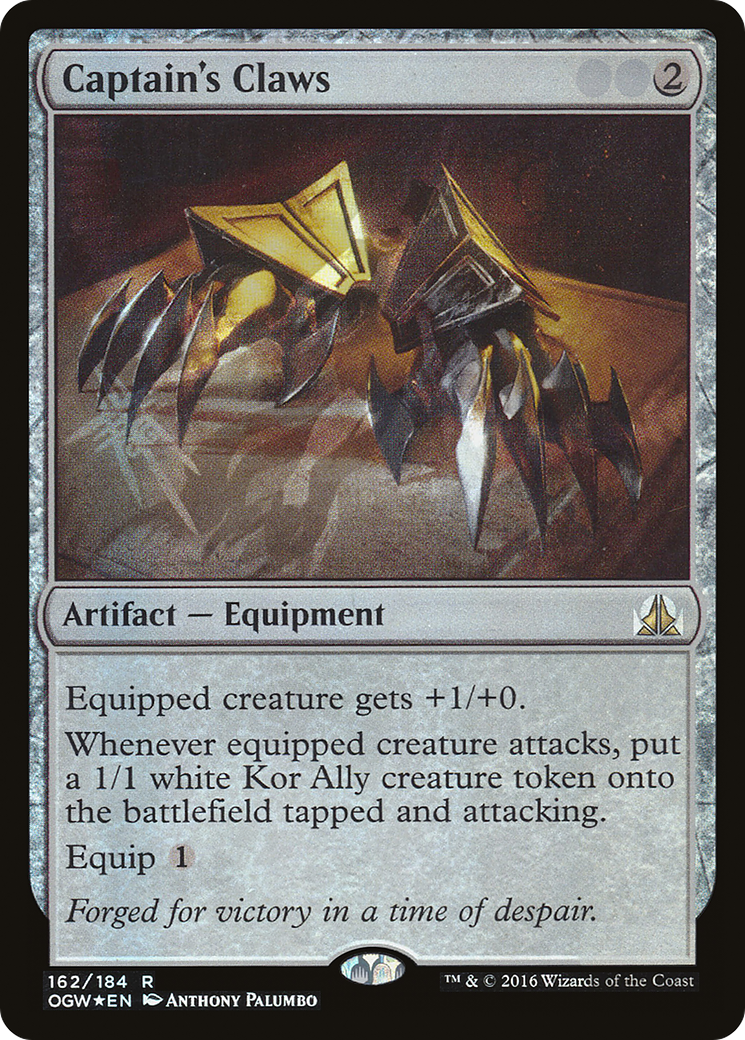 Captain's Claws 2
Artifact — Equipment
Equipped creature gets +1/+0.
Whenever equipped creature attacks, put
a 1/1 white Kor Ally creature token onto
the battlefield tapped and attacking.
Equip 1
Forged for victory in a time of despair.
162/184 R
™ & © 2016 Wizards of the Coast
OGW★EN Anthony Palumbo